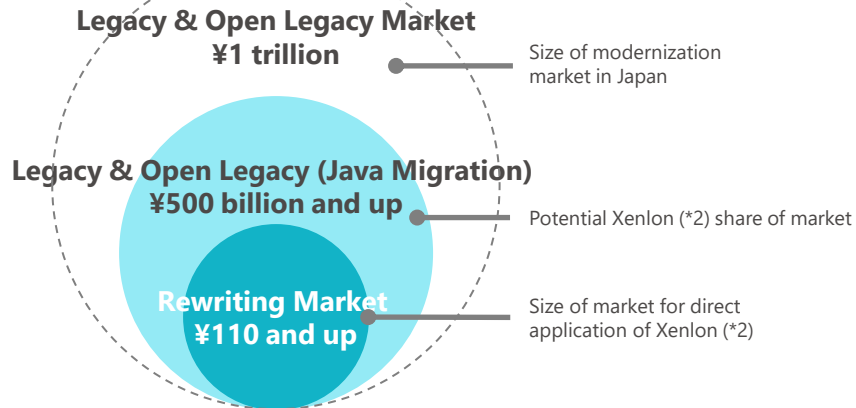 Legacy & Open Legacy Market
¥1 trillion
Size of modernization
market in Japan
Legacy & Open Legacy (Java Migration)
¥500 billion and up
Potential Xenlon (*2) share of market
Rewriting Market
¥110 and up
Size of market for direct
application of Xenlon (*2)